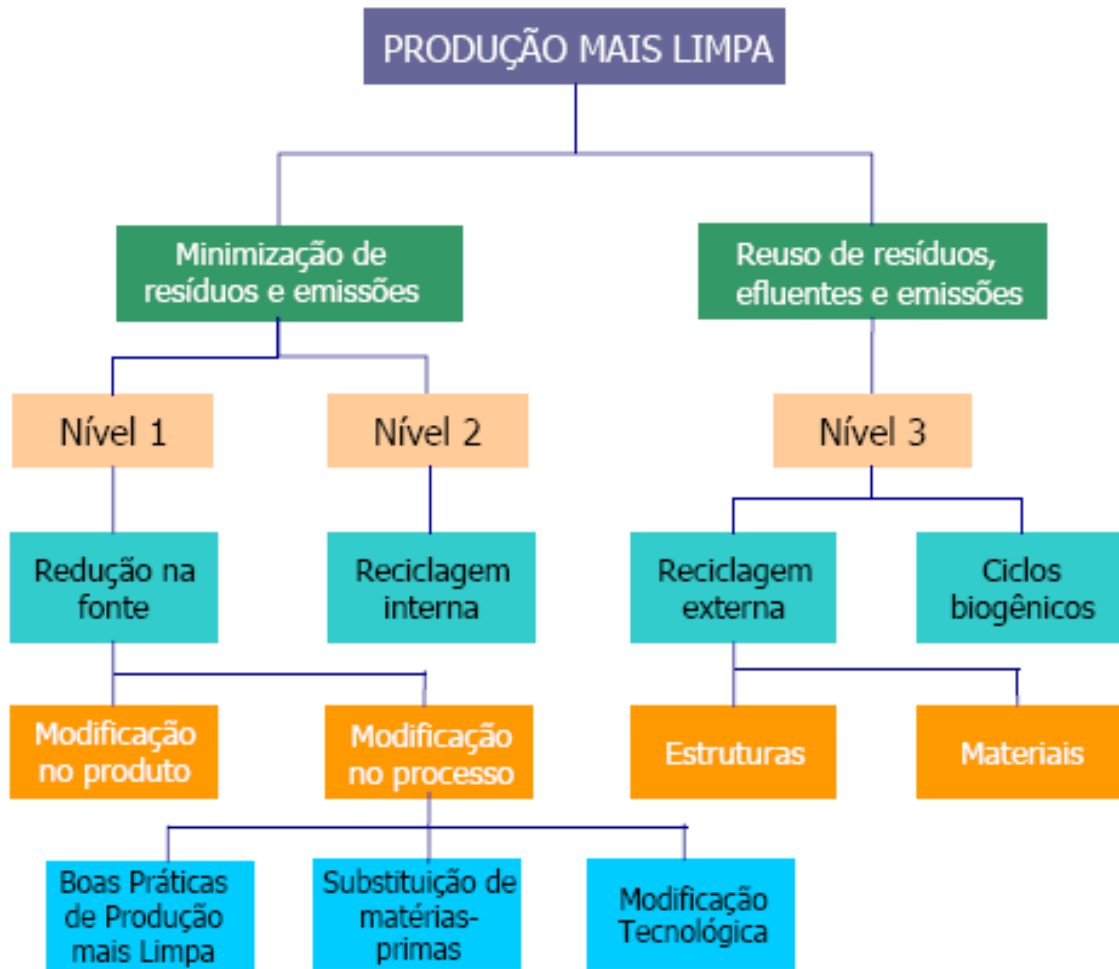 PRODUÇÃO MAIS LIMPA
Minimização de
resíduos e emissões
Reuso de resíduos,
efluentes e emissões
Nível 1
Nível 2
Nível 3
Redução na
fonte
Reciclagem
interna
Reciclagem
externa
Ciclos
biogênicos
Modificação
no produto
Modificação
no processo
Estruturas
Materiais
Boas Práticas
de Produção
mais Limpa
Substituição de
matérias-
primas
Modificação
Tecnológica